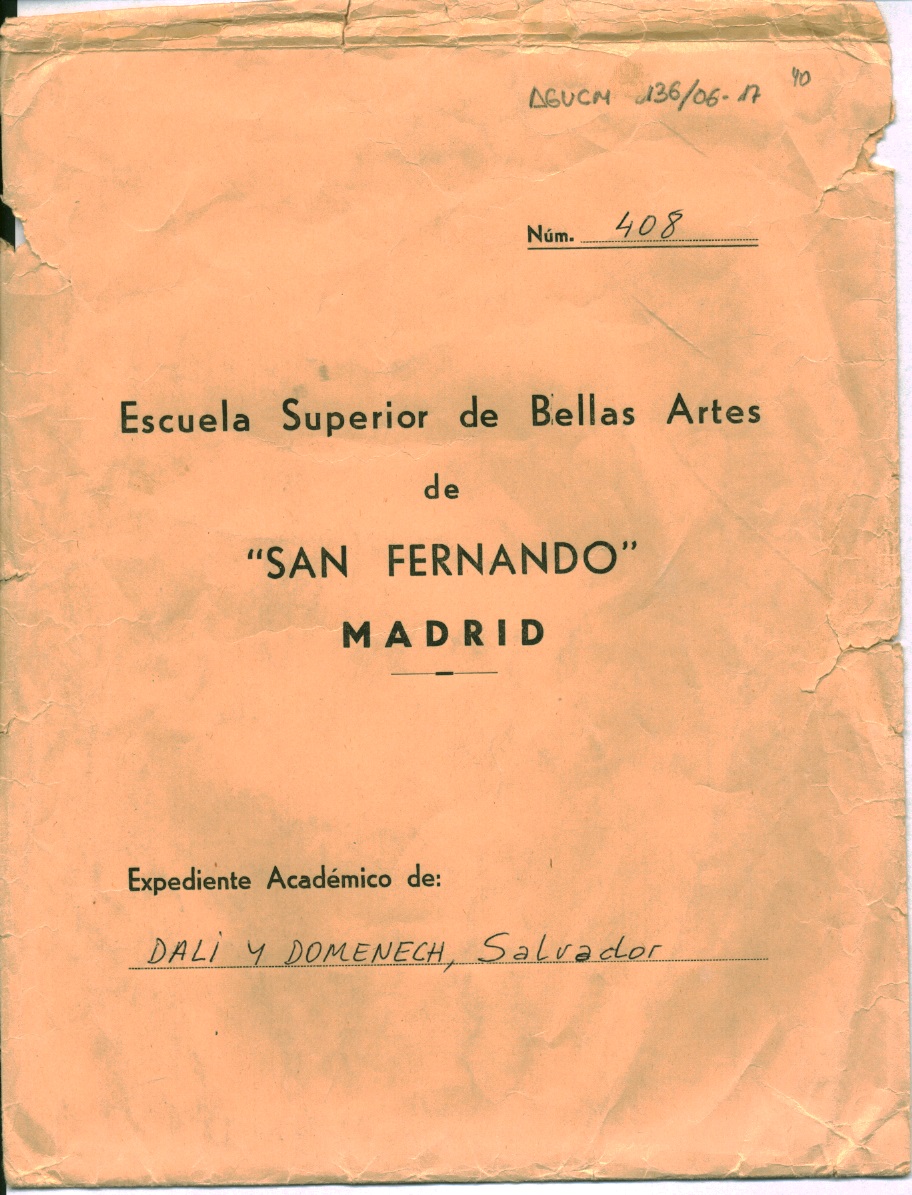 AGUCM 136/06-17 40
Núm. 408
Escuela Superior de Bellas Artes
de
“SAN FERNANDO”
MADRID
Expediente Académico de:
DALI Y DOMENECH, Salvador